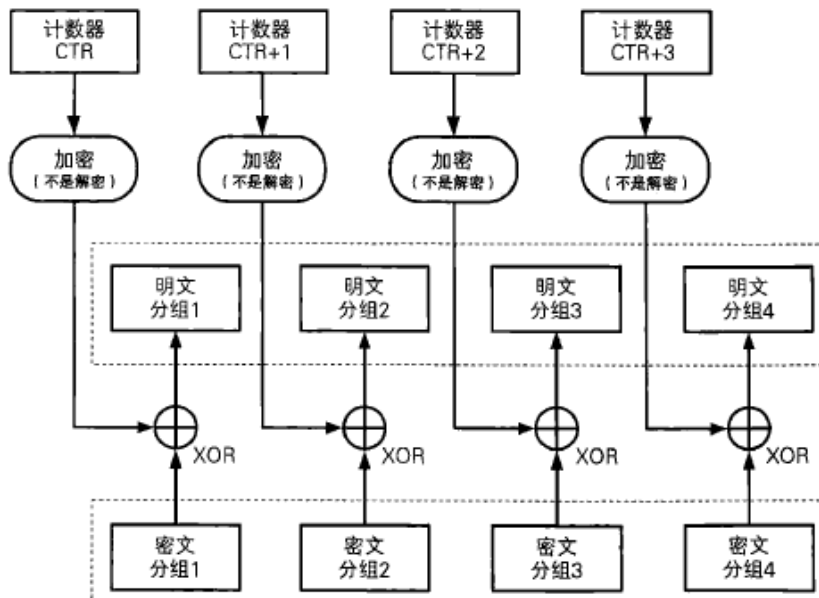 计数器
CTR
计数器
CTR+1
计数器
CTR+2
计数器
CTR+3
加密
(不是解密)
加密
(不是解密)
加密
(不是解密)
加密
(不是解密)
明文
分组1
明文
分组2
明文
分组3
明文
分组4
XOR
XOR
XOR
XOR
密文
分组1
密文
分组2
密文
分组3
密文
分组4